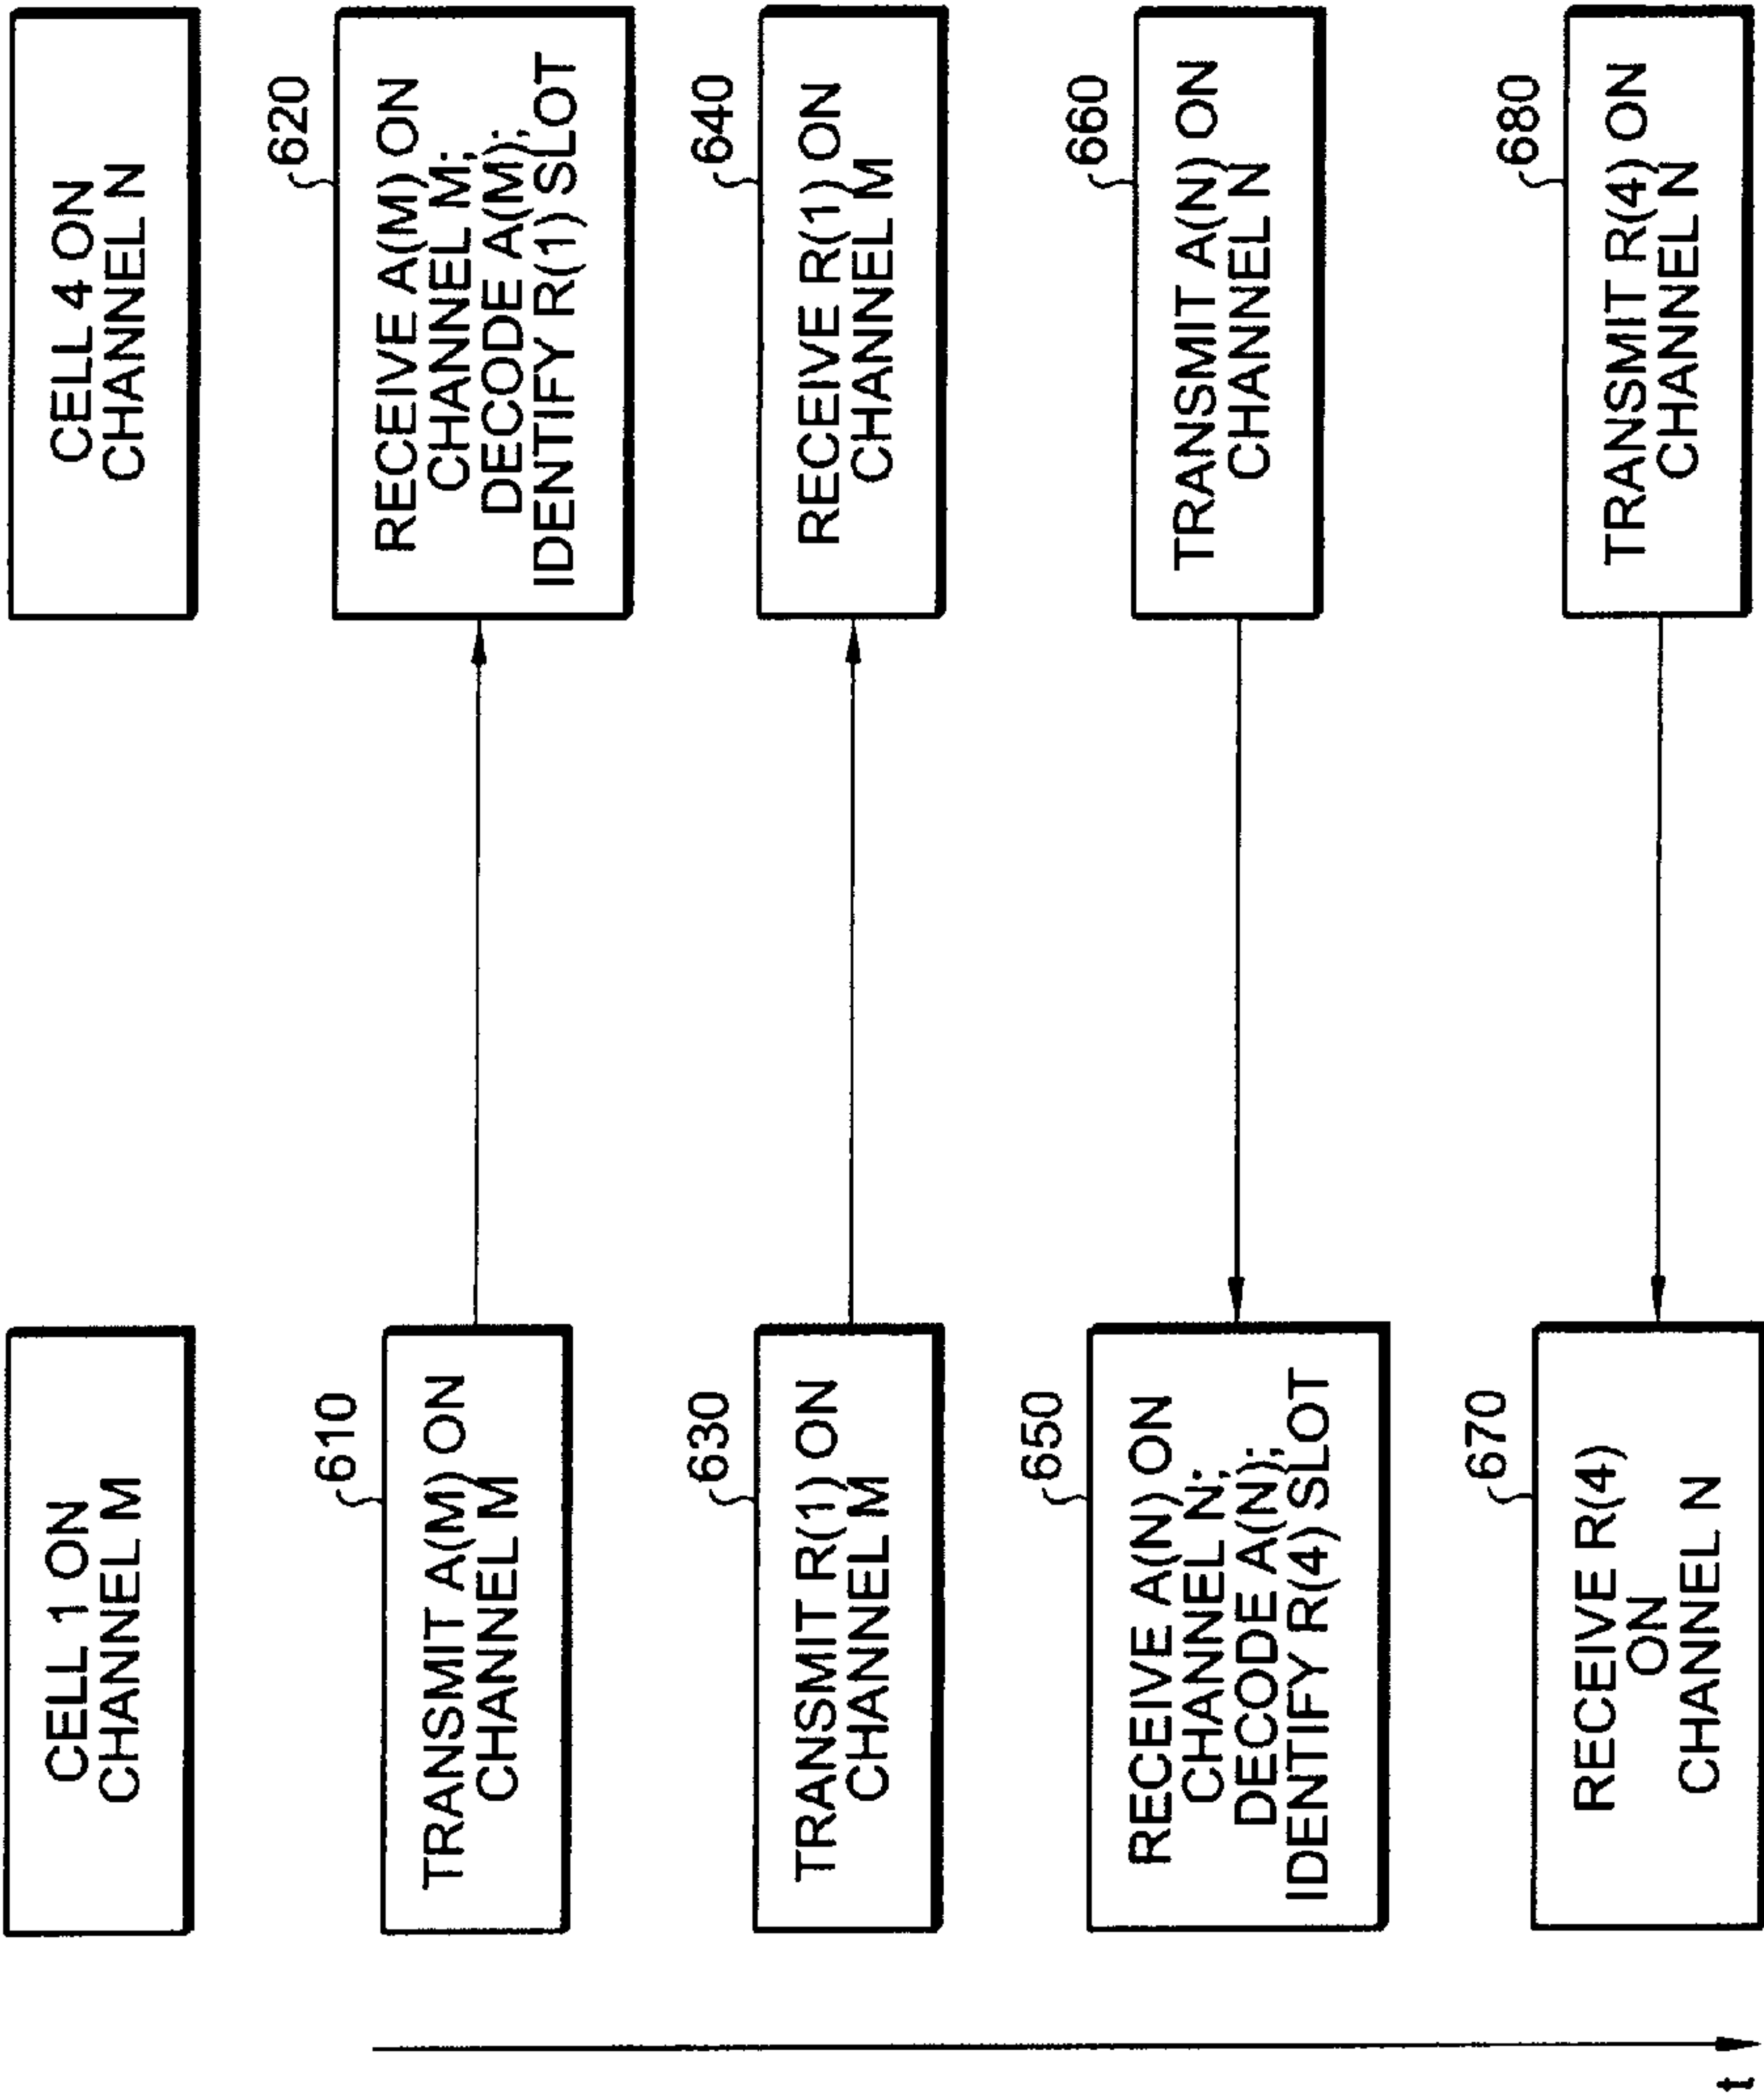 CELL 1 ON
CHANNEL M
CELL 4 ON
CHANNEL N
610
TRANSMIT A(M) ON
CHANNEL M
620
RECEIVE A(M) ON
CHANNEL M;
DECODE A(M);
IDENTIFY R(1) SLOT
630
TRANSMIT R(1) ON
CHANNEL M
640
RECEIVE R(1) ON
CHANNEL M
650
RECEIVE A(N) ON
CHANNEL N;
DECODE A(N);
IDENTIFY R(4) SLOT
660
TRANSMIT A(N) ON
CHANNEL N
670
RECEIVE R(4)
ON
CHANNEL N
680
TRANSMIT R(4) ON
CHANNEL N
t